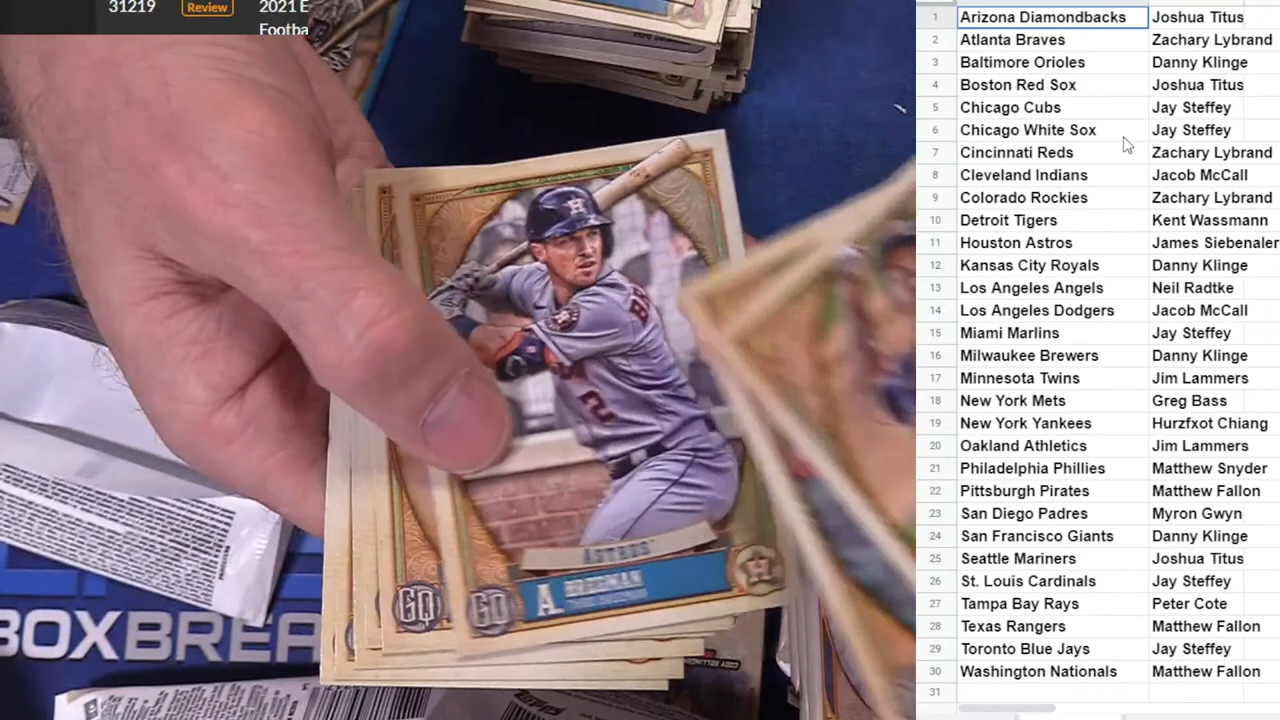 31219
Review
2021 E
Footba
1 Arizona Diamondbacks Joshua Titus
2 Atlanta Braves Zachary Lybrand
3 Baltimore Orioles Danny Klinge
4 Boston Red Sox Joshua Titus
5 Chicago Cubs Jay Steffey
6 Chicago White Sox Jay Steffey
7 Cincinnati Reds Zachary Lybrand
8 Cleveland Indians Jacob McCall
9 Colorado Rockies Zachary Lybrand
10 Detroit Tigers Kent Wassmann
11 Houston Astros James Siebenaler
12 Kansas City Royals Danny Klinge
13 Los Angeles Angels Neil Radtke
14 Los Angeles Dodgers Jacob McCall
15 Miami Marlins Jay Steffey
16 Milwaukee Brewers Danny Klinge
17 Minnesota Twins Jim Lammers
18 New York Mets Greg Bass
19 New York Yankees Hurzfxot Chiang
20 Oakland Athletics Jim Lammers
21 Philadelphia Phillies Matthew Snyder
22 Pittsburgh Pirates Matthew Fallon
23 San Diego Padres Myron Gwyn
24 San Francisco Giants Danny Klinge
25 Seattle Mariners Joshua Titus
26 St. Louis Cardinals Jay Steffey
27 Tampa Bay Rays Peter Cote
28 Texas Rangers Matthew Fallon
29 Toronto Blue Jays Jay Steffey
30 Washington Nationals Matthew Fallon
31
H
2
ASTROS
A. BREGMAN
H
GQ
GQ
BOXBREA
CODY BELLINGER